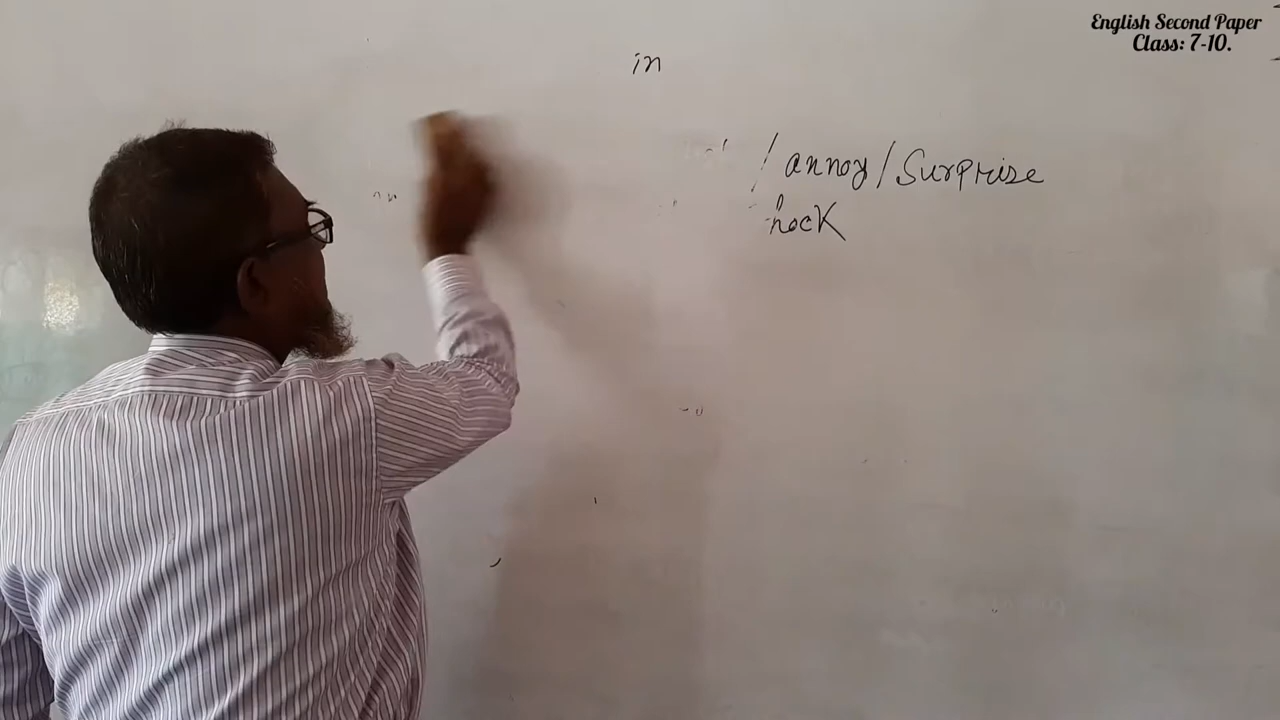 English Second Paper
Class: 7-10.
in
/ annoy / Surprise
hock